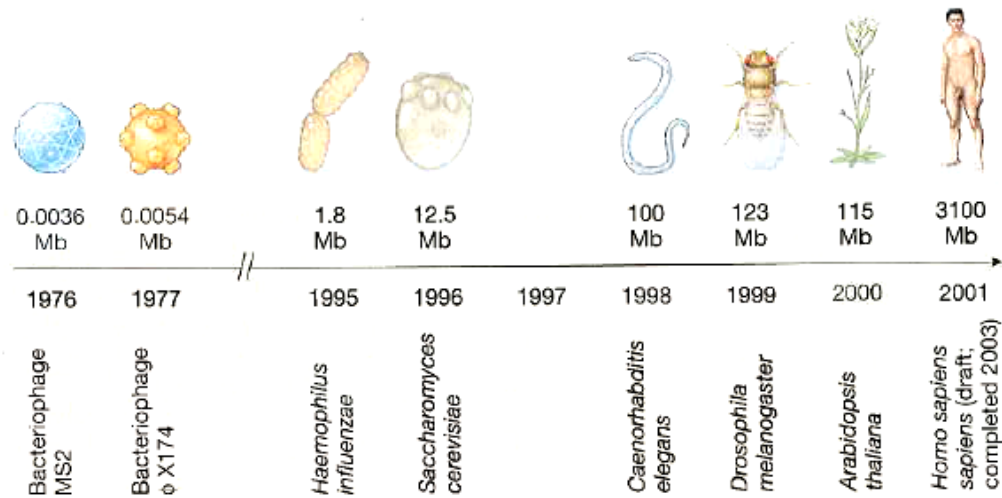 0.0036 Mb
0.0054 Mb
1.8 Mb
12.5 Mb
100 Mb
123 Mb
115 Mb
3100 Mb
1976
1977
1995
1996
1997
1998
1999
2000
2001
Bacteriophage
MS2
Bacteriophage
ϕ X174
Haemophilus
influenzae
Saccharomyces
cerevisiae
Caenorhabditis
elegans
Drosophila
melanogaster
Arabidopsis
thaliana
Homo sapiens
sapiens (draft;
completed 2003)